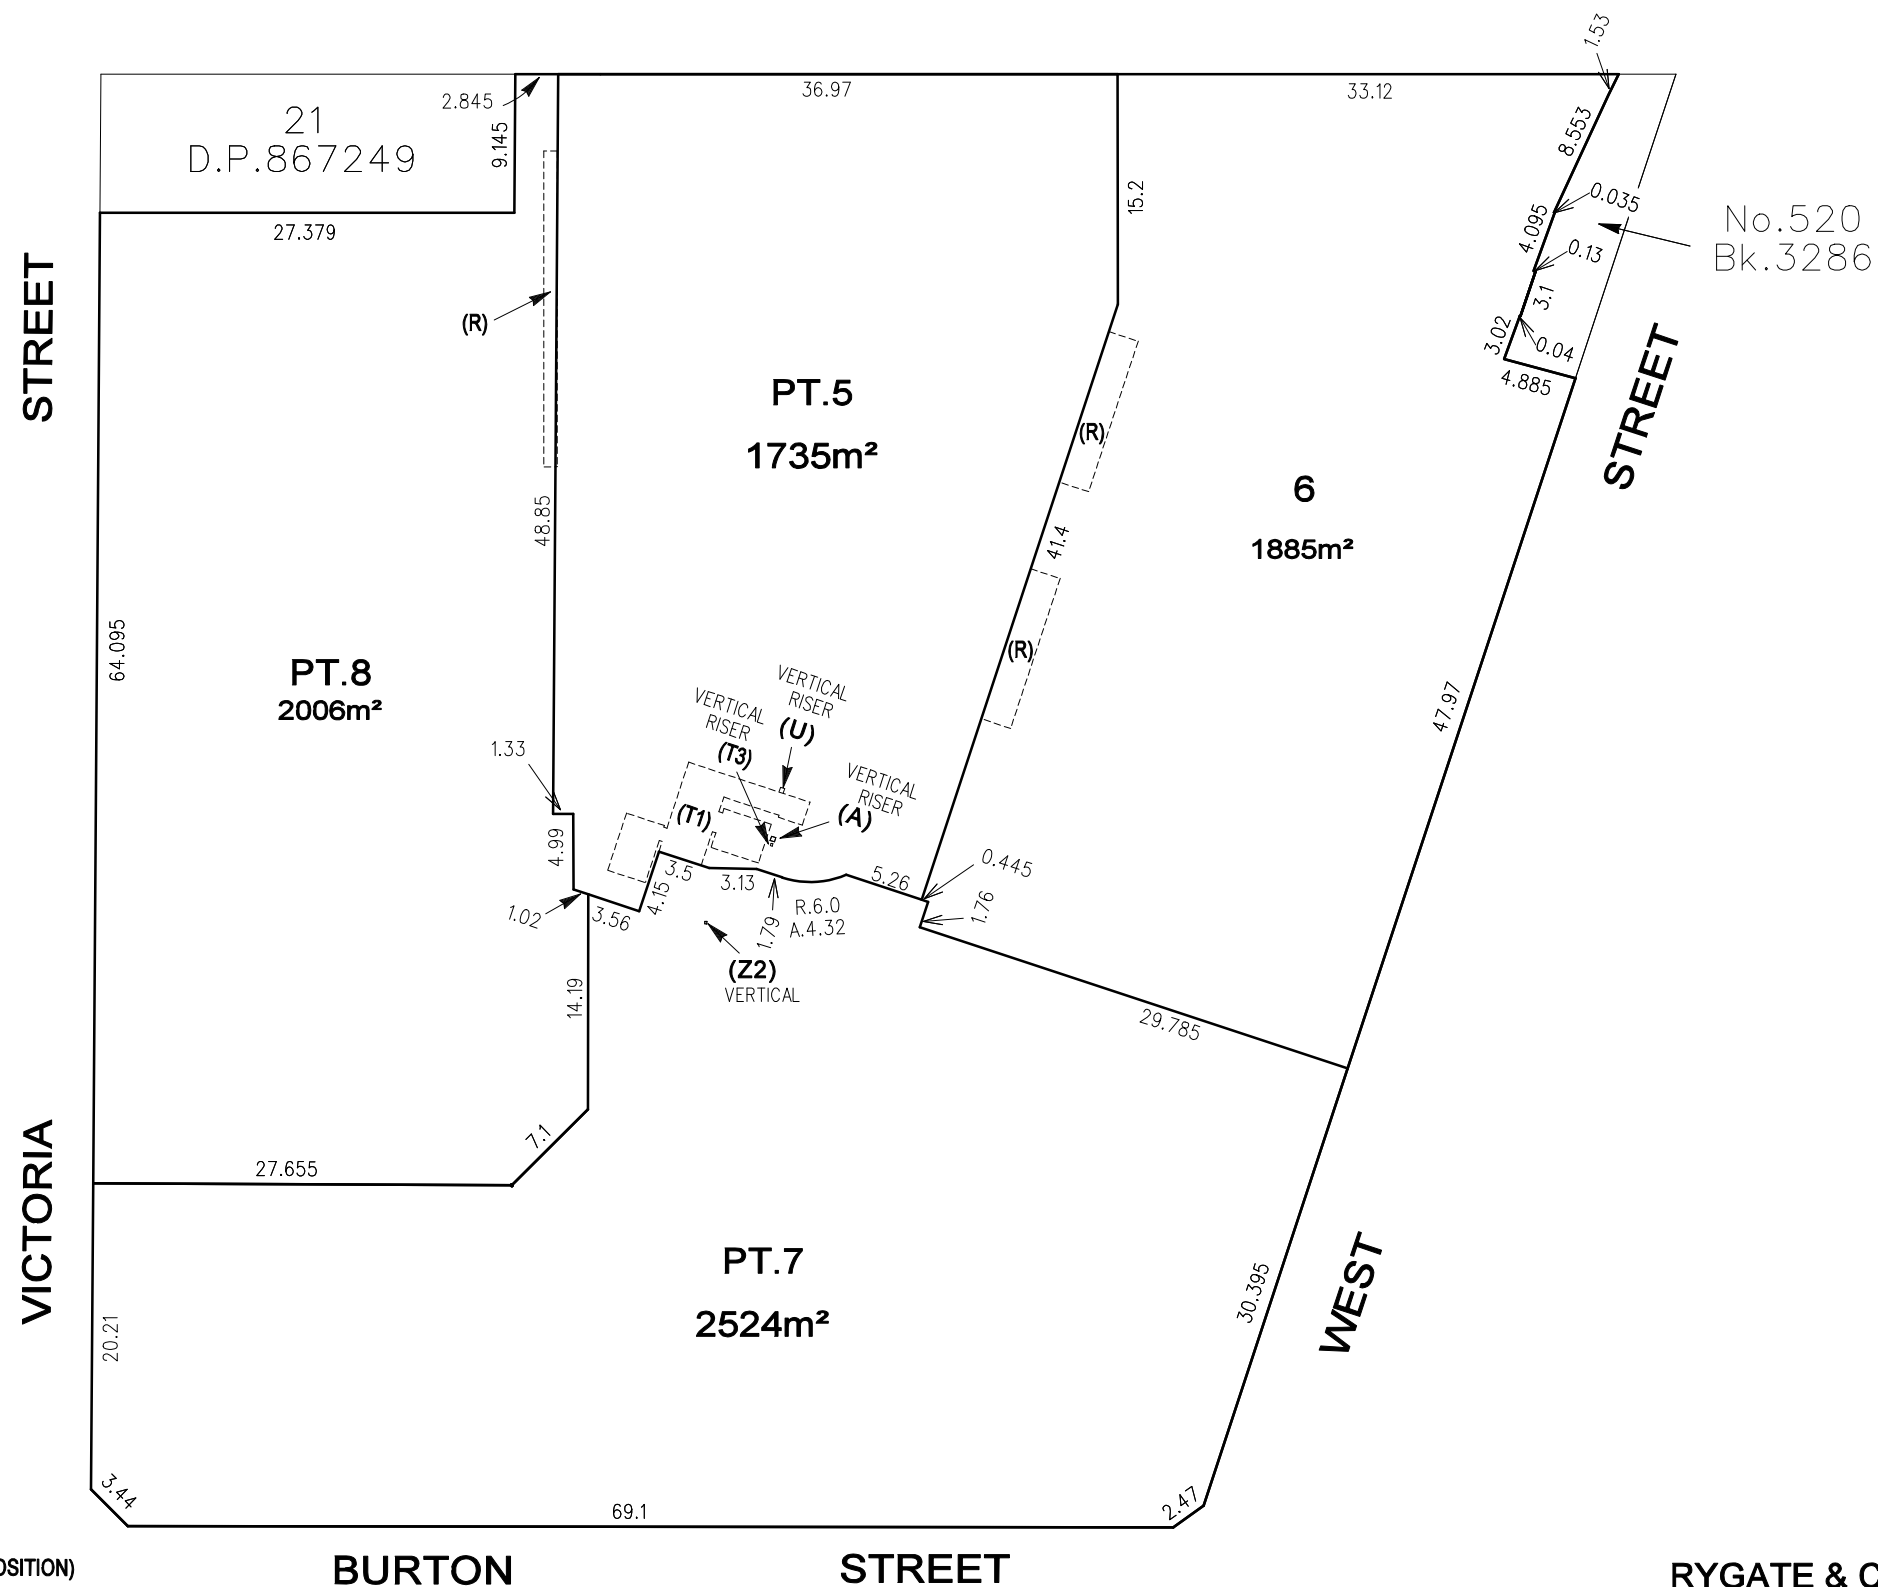 1.53
2.845
36.97
33.12
21
D.P.867249
9.145
8.553
0.035
No.520
Bk.3286
27.379
15.2
4.095
0.13
3.1
STREET
(R)
3.02
0.04
4.885
STREET
PT.5
1735m²
(R)
6
1885m²
48.85
41.4
64.095
PT.8
2006m²
(R)
47.97
VERTICAL
RISER
(U)
VERTICAL
RISER
(T3)
1.33
VERTICAL
RISER
(A)
(T1)
4.99
3.5
3.13
5.26
0.445
1.76
1.02
3.56
4.15
1.79
R.6.0
A.4.32
(Z2)
VERTICAL
14.19
29.785
7.1
27.655
VICTORIA
PT.7
2524m²
WEST
30.395
20.21
3.44
69.1
2.47
OSITION)
BURTON STREET
RYGATE & C